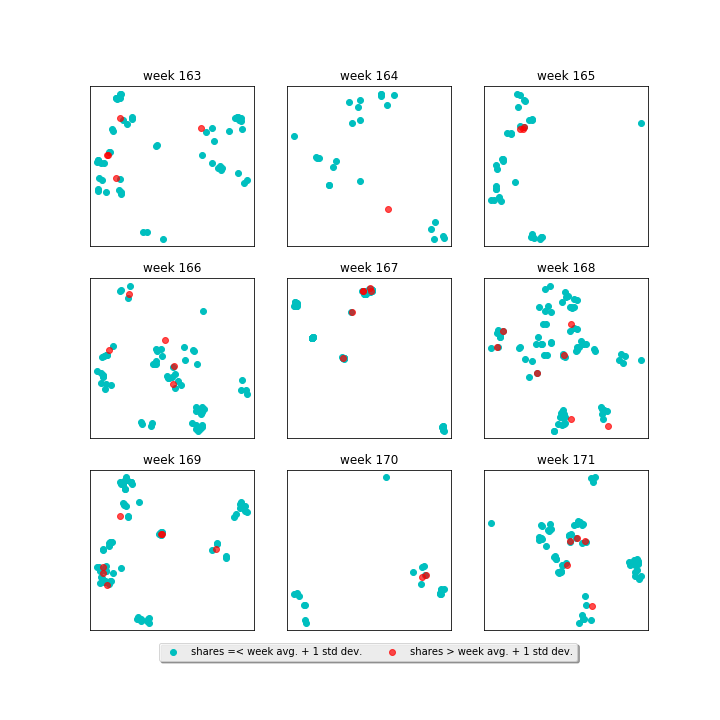 week 163
week 164
week 165
week 166
week 167
week 168
week 169
week 170
week 171
shares =< week avg. + 1 std dev.
shares > week avg. + 1 std dev.